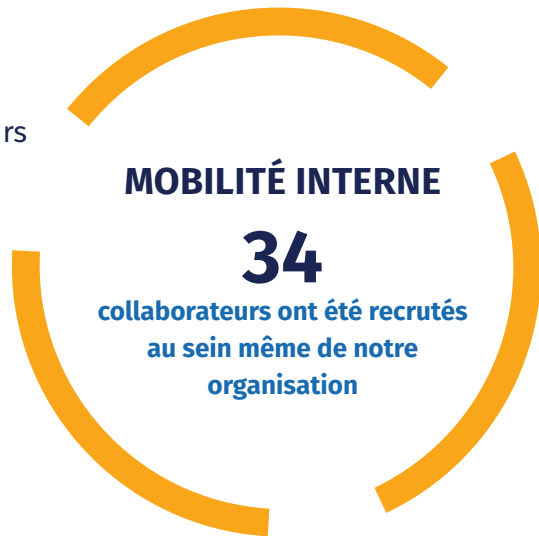 rs
MOBILITÉ INTERNE
34
collaborateurs ont été recrutés
au sein même de notre
organisation